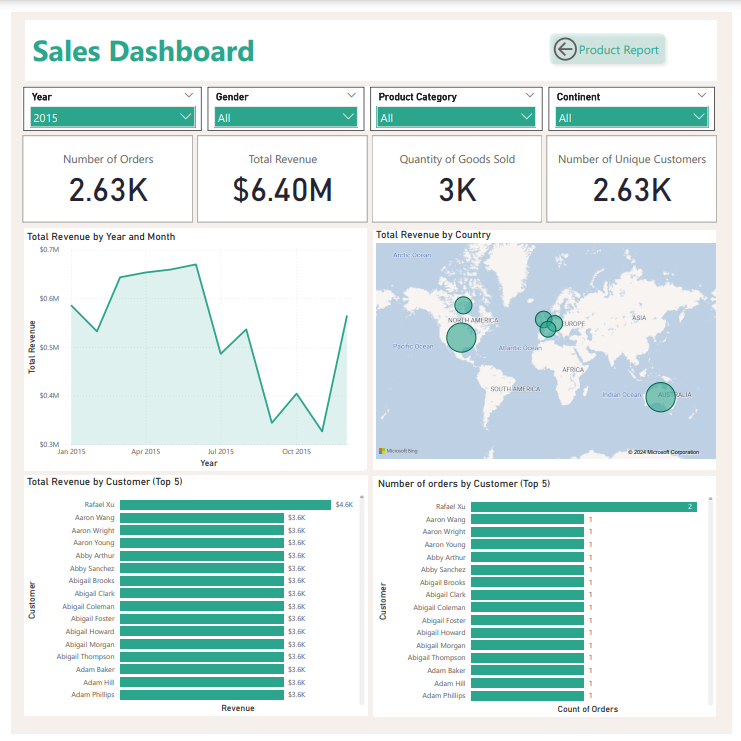 Sales Dashboard
Product Report
Year
2015
Gender
All
Product Category
All
Continent
All
Number of Orders
2.63K
Total Revenue
$6.40M
Quantity of Goods Sold
3K
Number of Unique Customers
2.63K
Total Revenue by Year and Month
$0.7M
$0.6M
$0.5M
$0.4M
$0.3M
Total Revenue
Jan 2015
Apr 2015
Jul 2015
Oct 2015
Year
Total Revenue by Country
Arctic Ocean
NORTH AMERICA
UROPE
ASIA
Pacific Ocean
Atlantic Ocean
AFRICA
SOUTH AMERICA
Indian Ocean
AUSTRALIA
Microsoft Bing
© 2024 Microsoft Corporation
Total Revenue by Customer (Top 5)
Customer
Rafael Xu $4.6K
Aaron Wang $3.6K
Aaron Wright $3.6K
Aaron Young $3.6K
Abby Arthur $3.6K
Abby Sanchez $3.6K
Abigail Brooks $3.6K
Abigail Clark $3.6K
Abigail Coleman $3.6K
Abigail Foster $3.6K
Abigail Howard $3.6K
Abigail Morgan $3.6K
Abigail Thompson $3.6K
Adam Baker $3.6K
Adam Hill $3.6K
Adam Phillips $3.6K
Revenue
Number of orders by Customer (Top 5)
Customer
Rafael Xu 2
Aaron Wang 1
Aaron Wright 1
Aaron Young 1
Abby Arthur 1
Abby Sanchez 1
Abigail Brooks 1
Abigail Clark 1
Abigail Coleman 1
Abigail Foster 1
Abigail Howard 1
Abigail Morgan 1
Abigail Thompson 1
Adam Baker 1
Adam Hill 1
Adam Phillips 1
Count of Orders